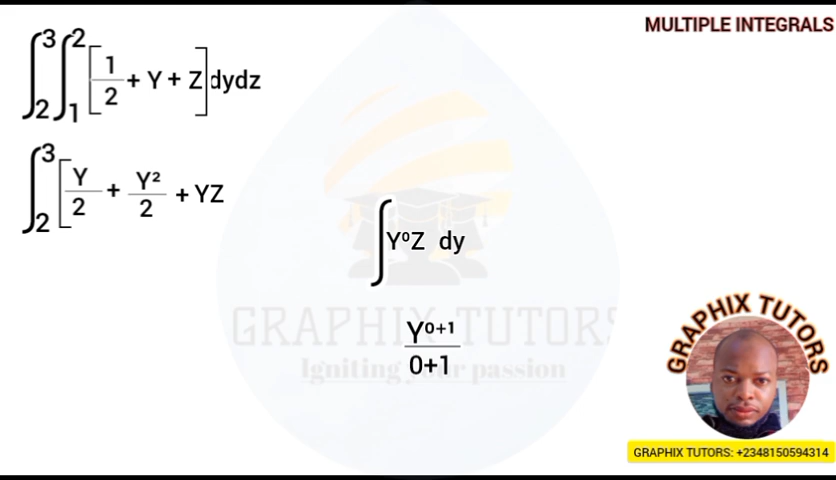 MULTIPLE INTEGRALS
∫₂³∫₁²[1/2 + Y + Z]dydz
∫₂³[Y/2 + Y²/2 + YZ
∫Y⁰Z dy
Y⁰⁺¹
0+1
GRAPHIX TUTORS
Igniting your passion
GRAPHIX TUTORS
GRAPHIX TUTORS: +2348150594314